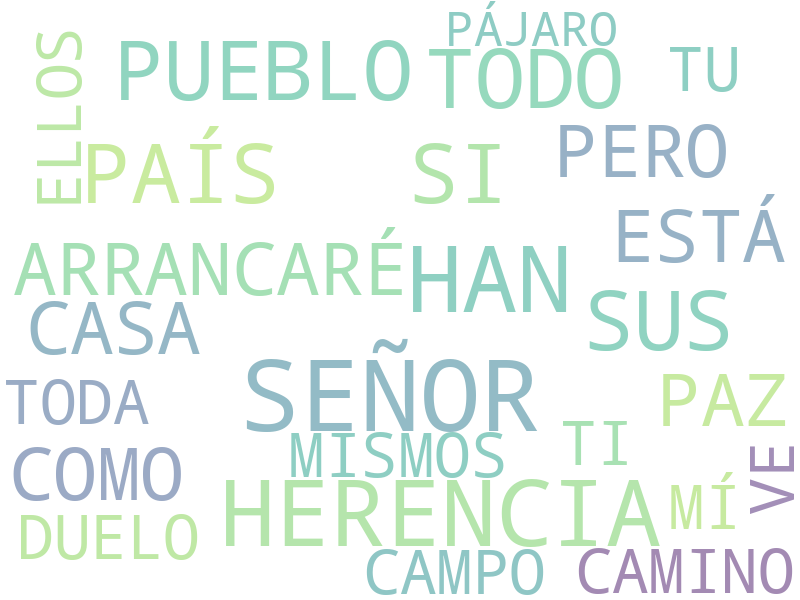 PÁJARO
ELLOS
PUEBLO
TODO
TU
PAÍS
SI
PERO
ESTÁ
ARRANCARÉ
HAN
CASA
SUS
SEÑOR
TODA
PAZ
COMO
MISMOS
TI
VE
HERENCIA
MÍ
DUELO
CAMPO
CAMINO